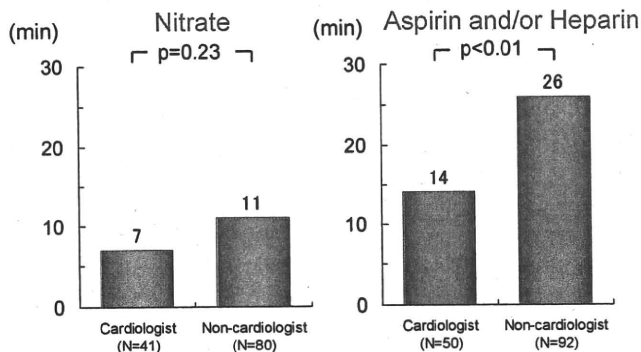 Nitrate
(min)
p=0.23
30
20
10
0
7
11
Cardiologist
(N=41)
Non-cardiologist
(N=80)
Aspirin and/or Heparin
(min)
p<0.01
30
20
10
0
14
26
Cardiologist
(N=50)
Non-cardiologist
(N=92)